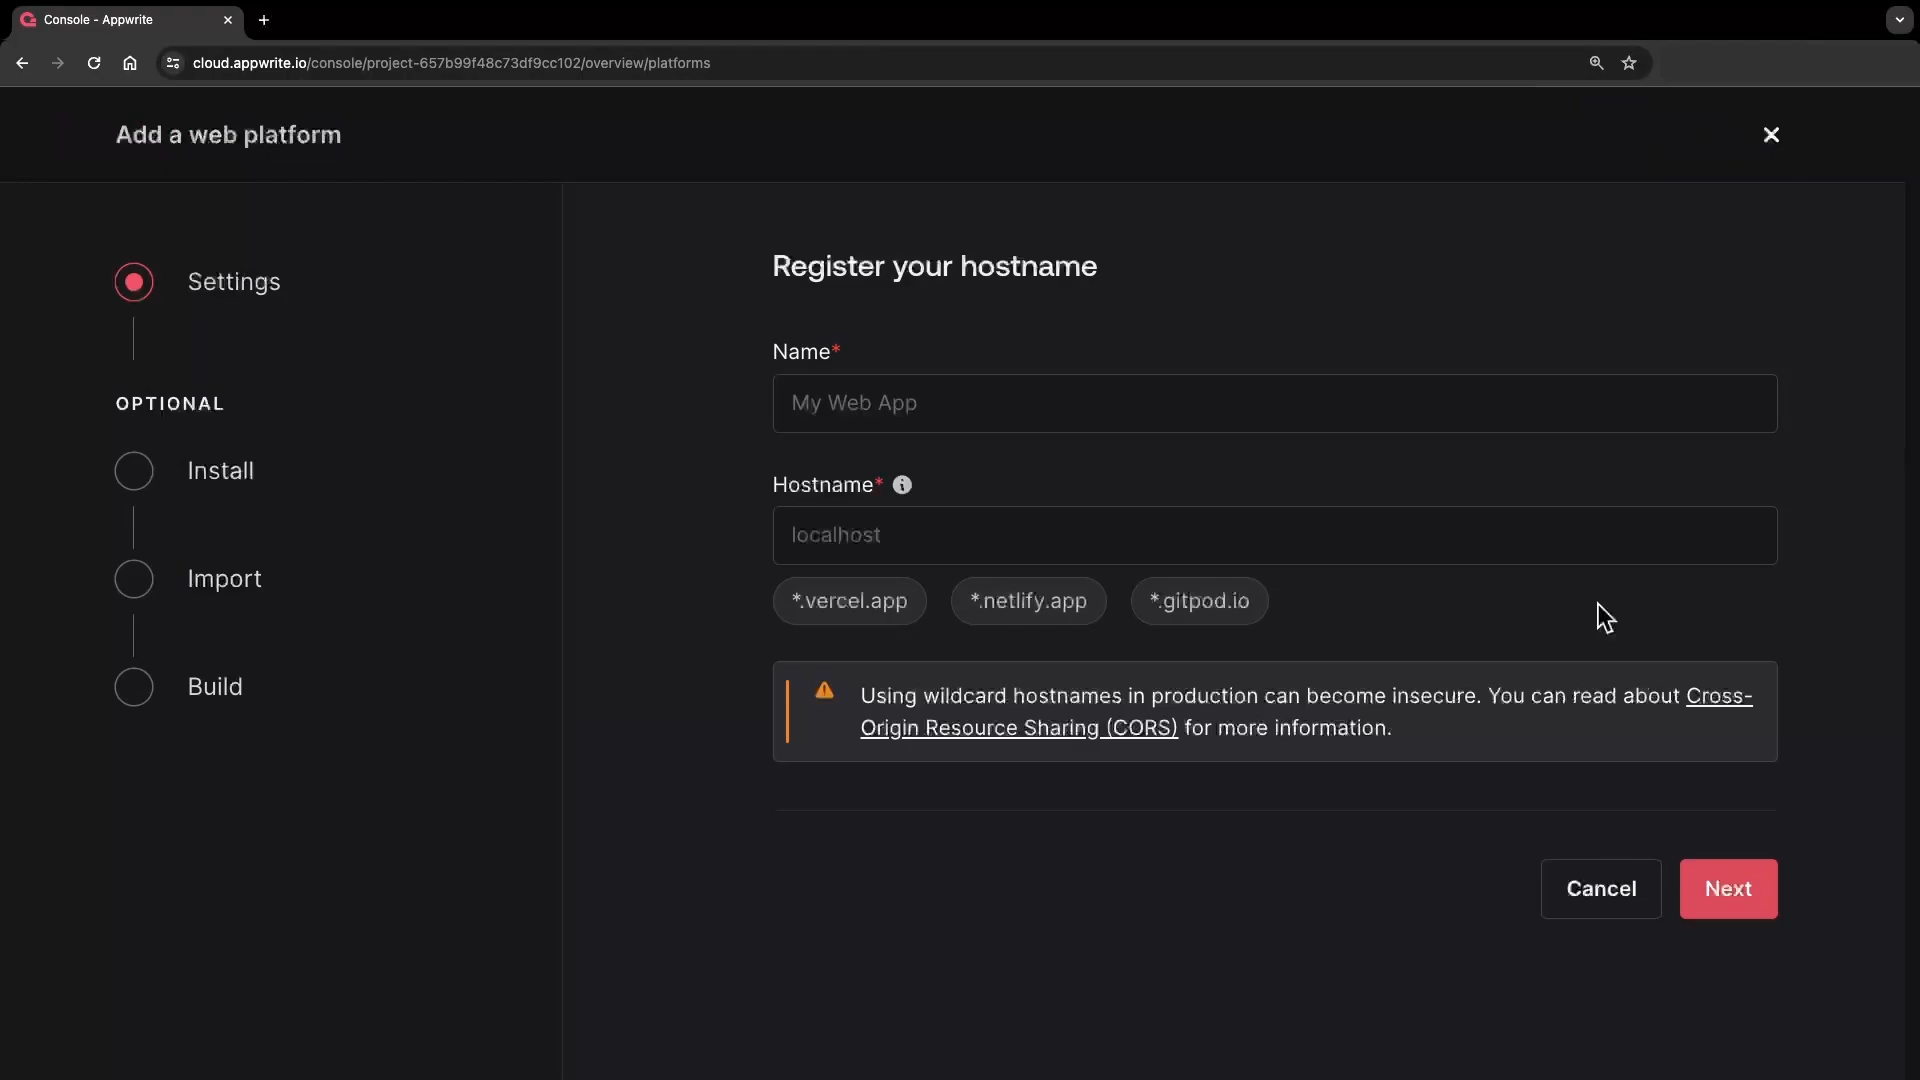 Console - Appwrite
cloud.appwrite.io/console/project-657b99f48c73df9cc102/overview/platforms
Add a web platform
Settings
OPTIONAL
Install
Import
Build
Register your hostname
Name*
My Web App
Hostname*
localhost
*.vercel.app
*.netlify.app
*.gitpod.io
Using wildcard hostnames in production can become insecure. You can read about Cross-
Origin Resource Sharing (CORS) for more information.
Cancel
Next